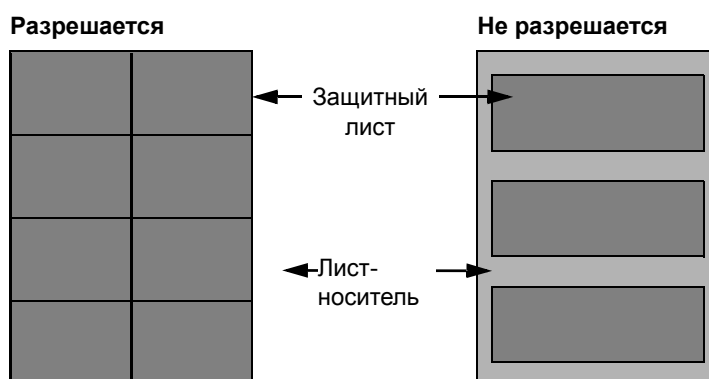 Разрешается
Не разрешается
Защитный
лист
Лист-
носитель